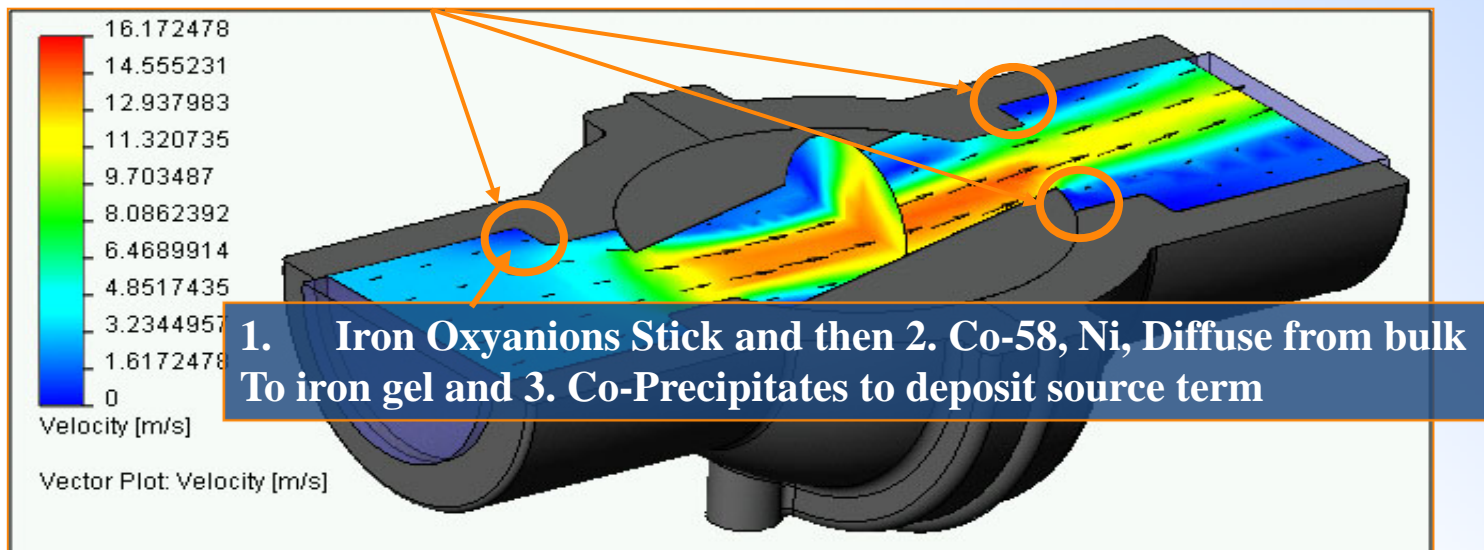 16.172478
14.555231
12.937983
11.320735
9.703487
8.0862392
6.4689914
4.8517435
3.2344957
1.6172478
0
Velocity [m/s]
Vector Plot: Velocity [m/s]
1. Iron Oxyanions Stick and then 2. Co-58, Ni, Diffuse from bulk
To iron gel and 3. Co-Precipitates to deposit source term